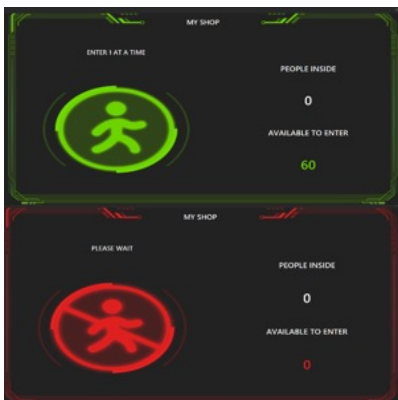 MY SHOP
ENTER 1 AT A TIME
PEOPLE INSIDE
0
AVAILABLE TO ENTER
60
MY SHOP
PLEASE WAIT
PEOPLE INSIDE
0
AVAILABLE TO ENTER
0